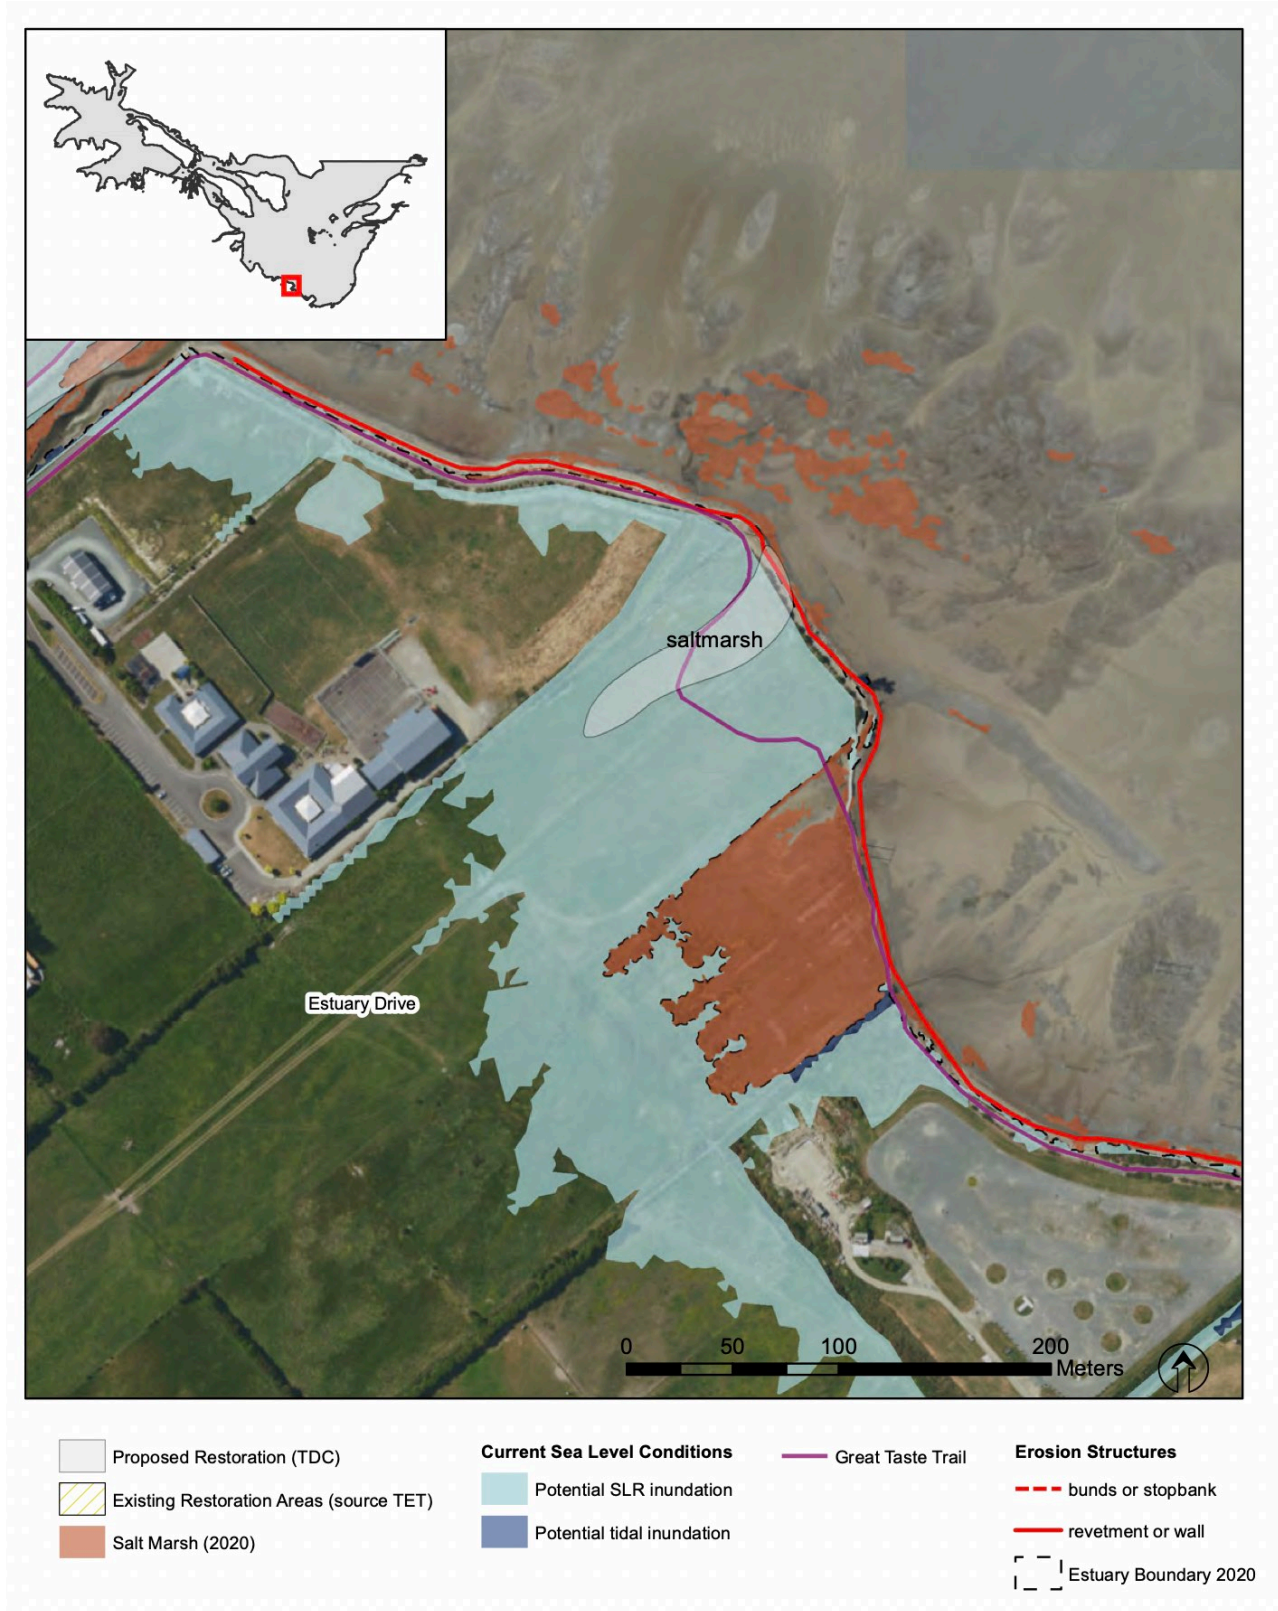 saltmarsh
Estuary Drive
0 50 100 200
Meters
Proposed Restoration (TDC)
Existing Restoration Areas (source TET)
Salt Marsh (2020)
Current Sea Level Conditions
Potential SLR inundation
Potential tidal inundation
Great Taste Trail
Erosion Structures
bunds or stopbank
revetment or wall
Estuary Boundary 2020